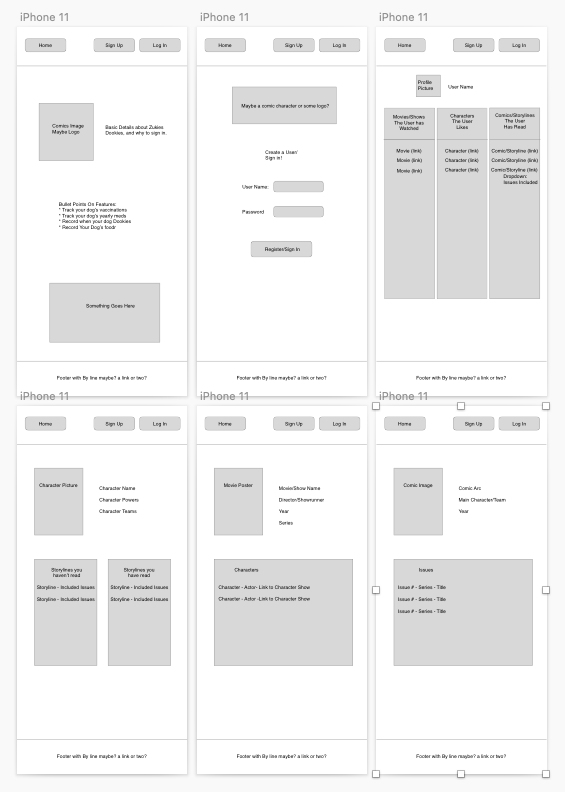 iPhone 11
Home
Sign Up
Log In
Comics Image
Maybe Logo
Basic Details about Zukies
Dookies, and why to sign in.
Bullet Points On Features:
* Track your dog's vaccinations
* Track your dog's yearly meds
* Record when your dog Dookies
* Record Your Dog's foodr
Something Goes Here
Footer with By line maybe? a link or two?
iPhone 11
Home
Sign Up
Log In
Maybe a comic character or some logo?
Create a User/
Sign in!
User Name:
Password
Register/Sign In
Footer with By line maybe? a link or two?
iPhone 11
Home
Sign Up
Log In
Profile
Picture
User Name
Movies/Shows
The User has
Watched
Movie (link)
Movie (link)
Movie (link)
Characters
The User
Likes
Character (link)
Character (link)
Character (link)
Comic/Storylines
The User
Has Read
Comic/Storyline (link)
Comic/Storyline (link)
Comic/Storyline (link)
Dropdown:
Issues Included
Footer with By line maybe? a link or two?
iPhone 11
Home
Sign Up
Log In
Character Picture
Character Name
Character Powers
Character Teams
Storylines you
haven't read
Storyline - Included Issues
Storyline - Included Issues
Storylines you
have read
Storyline - Included Issues
Storyline - Included Issues
Footer with By line maybe? a link or two?
iPhone 11
Home
Sign Up
Log In
Movie Poster
Movie/Show Name
Director/Showrunner
Year
Series
Characters
Character - Actor- Link to Character Show
Character - Actor -Link to Character Show
Footer with By line maybe? a link or two?
iPhone 11
Home
Sign Up
Log In
Comic Image
Comic Arc
Main Character/Team
Year
Issues
Issue # - Series - Title
Issue # - Series - Title
Issue # - Series - Title
Footer with By line maybe? a link or two?